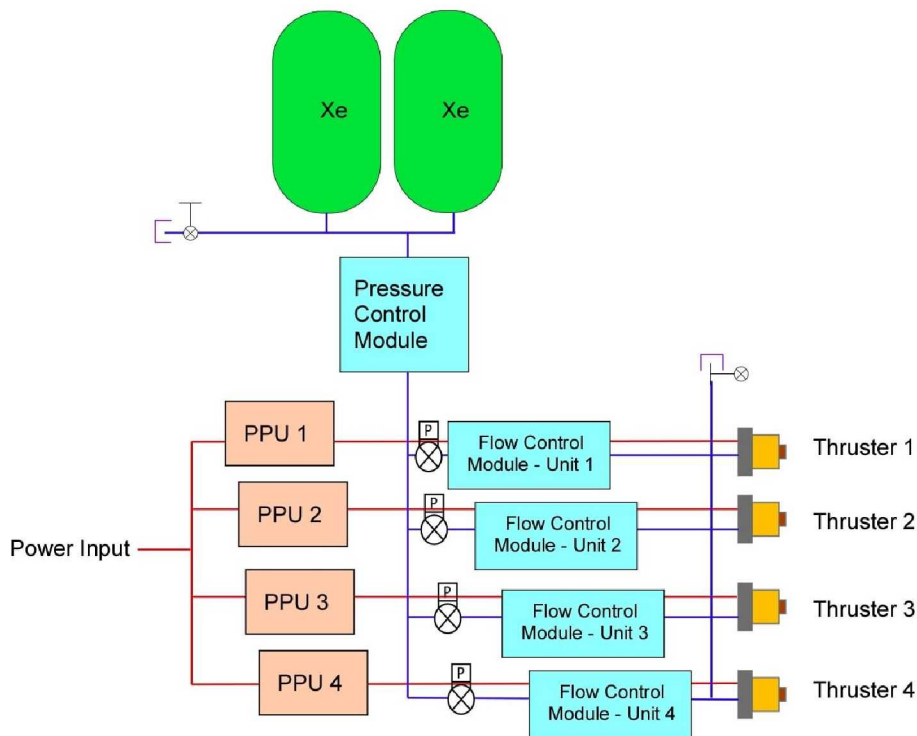 Xe
Xe
Pressure
Control
Module
PPU 1
P
Flow Control
Module - Unit 1
Thruster 1
PPU 2
P
Flow Control
Module - Unit 2
Thruster 2
Power Input
PPU 3
P
Flow Control
Module - Unit 3
Thruster 3
PPU 4
P
Flow Control
Module - Unit 4
Thruster 4